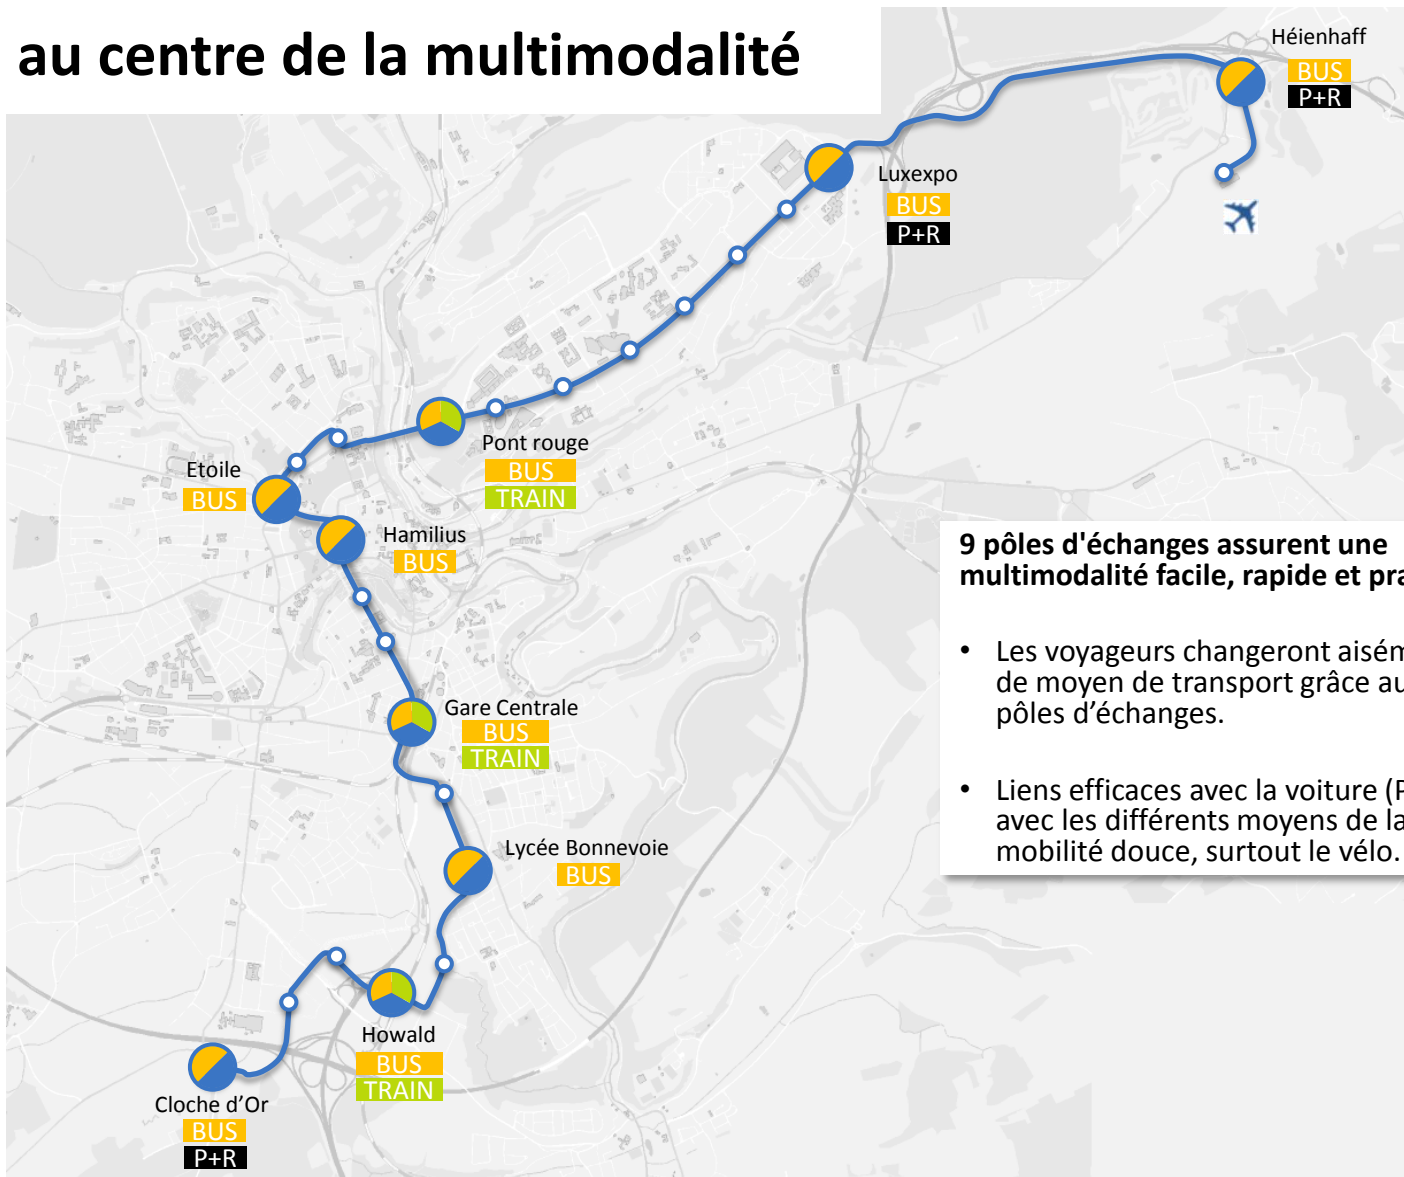 au centre de la multimodalité
Héienhaff
BUS
P+R
Luxexpo
BUS
P+R
Pont rouge
BUS
TRAIN
Etoile
BUS
Hamilius
BUS
9 pôles d'échanges assurent une
multimodalité facile, rapide et pra
• Les voyageurs changeront aisém
de moyen de transport grâce au
pôles d’échanges.
• Liens efficaces avec la voiture (P
avec les différents moyens de la
mobilité douce, surtout le vélo.
Gare Centrale
BUS
TRAIN
Lycée Bonnevoie
BUS
Howald
BUS
TRAIN
Cloche d’Or
BUS
P+R